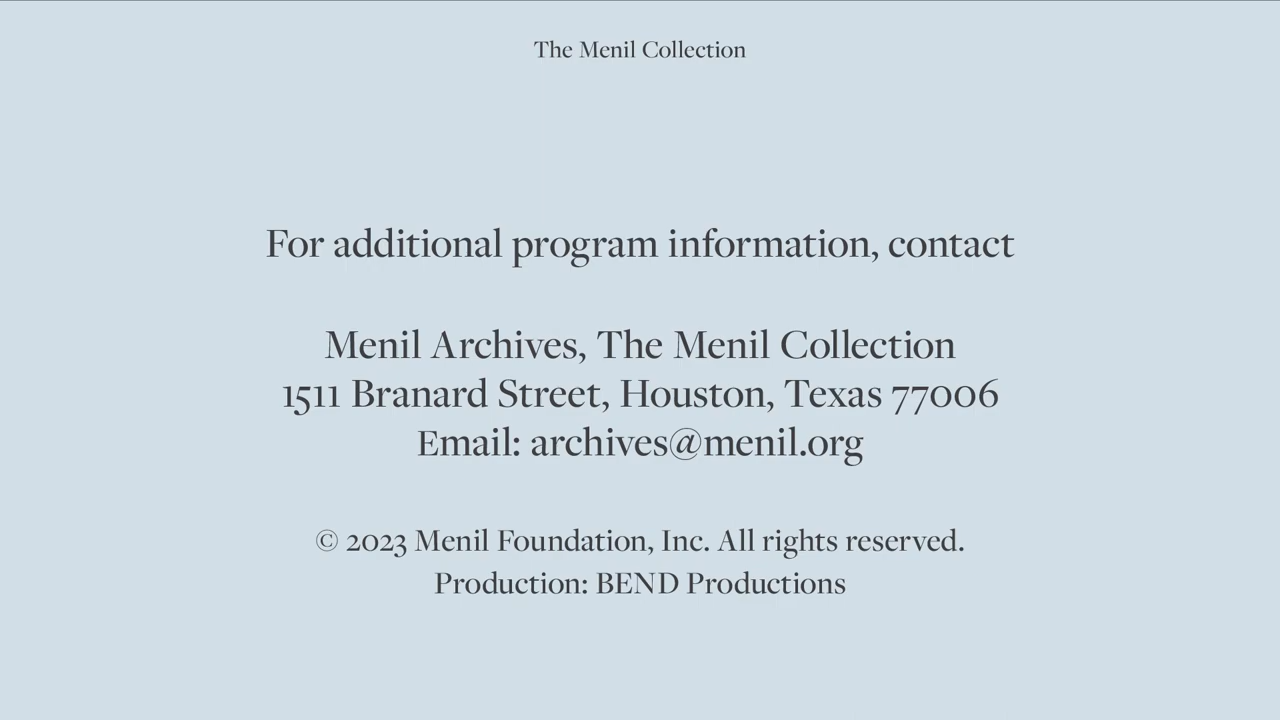 The Menil Collection
For additional program information, contact
Menil Archives, The Menil Collection
1511 Branard Street, Houston, Texas 77006
Email: archives@menil.org
© 2023 Menil Foundation, Inc. All rights reserved.
Production: BEND Productions